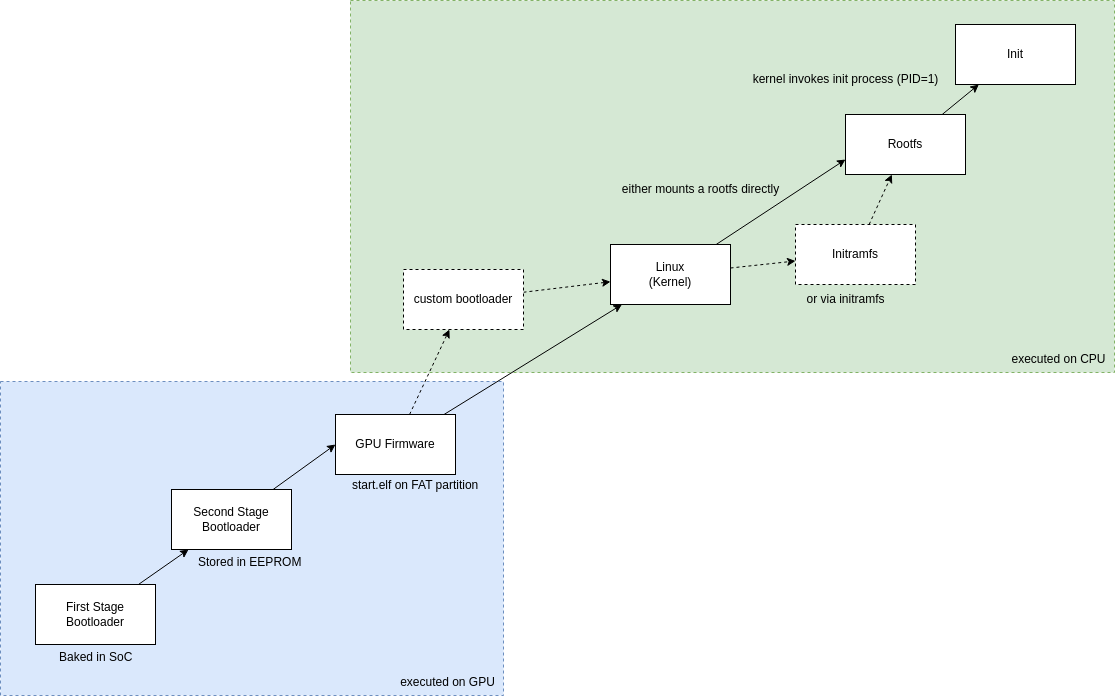 Init
kernel invokes init process (PID=1)
Rootfs
either mounts a rootfs directly
Linux
(Kernel)
Initramfs
or via initramfs
custom bootloader
executed on CPU
GPU Firmware
start.elf on FAT partition
Second Stage
Bootloader
Stored in EEPROM
First Stage
Bootloader
Baked in SoC
executed on GPU